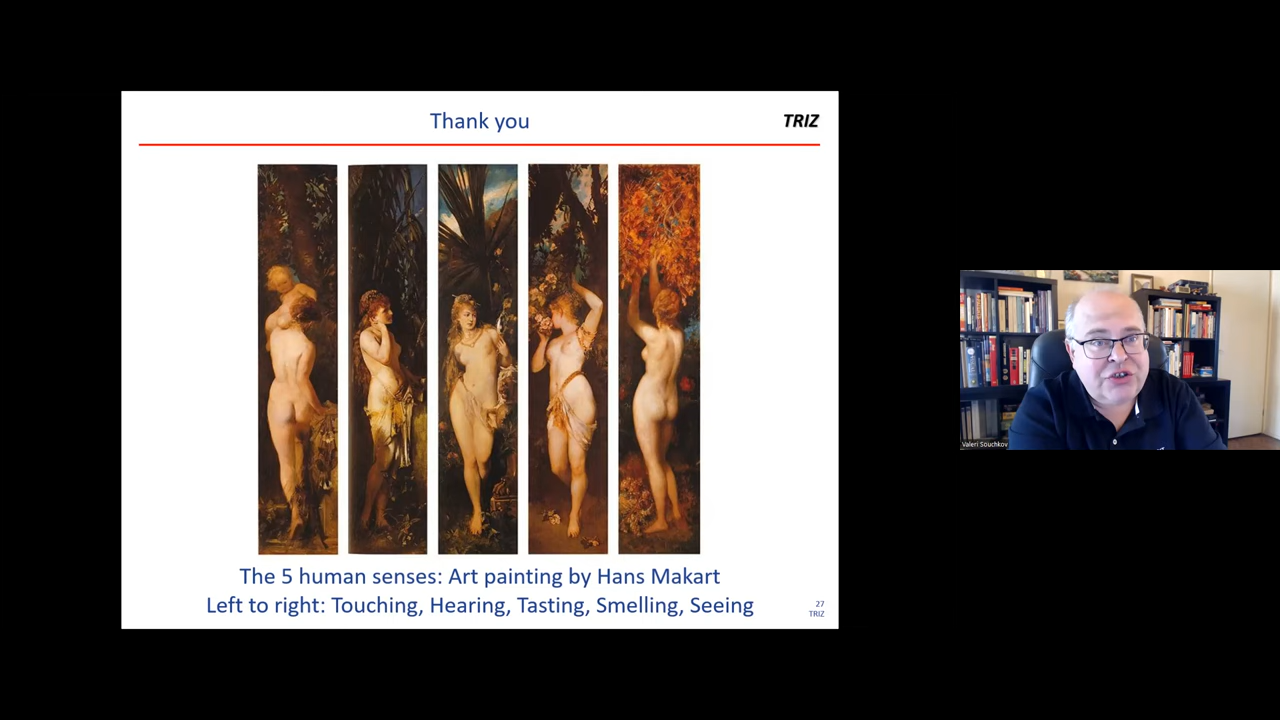 Thank you
TRIZ
The 5 human senses: Art painting by Hans Makart
Left to right: Touching, Hearing, Tasting, Smelling, Seeing
27
TRIZ
Valeri Souchkov